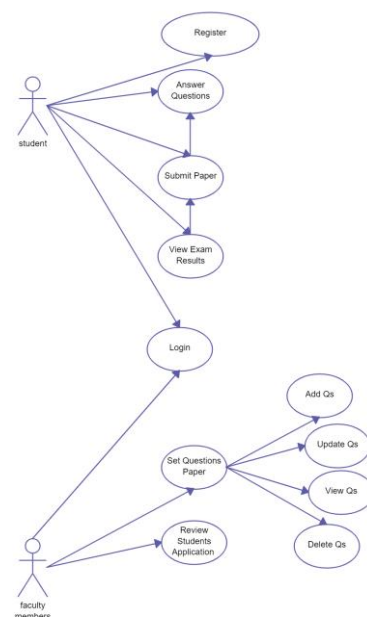 Register
Answer
Questions
student
Submit Paper
View Exam
Results
Login
Add Qs
Update Qs
Set Questions
Paper
View Qs
Review
Students
Application
Delete Qs
faculty
members